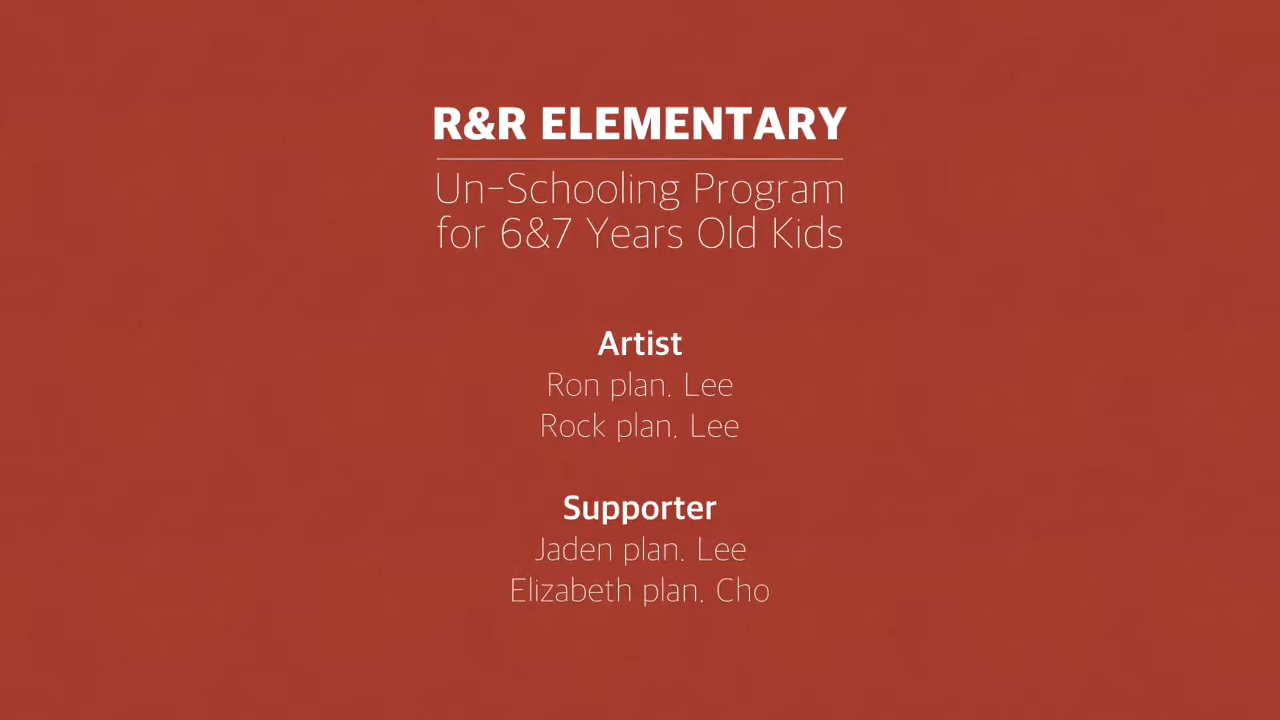 R&R ELEMENTARY
Un-Schooling Program
for 6&7 Years Old Kids
Artist
Ron plan. Lee
Rock plan. Lee
Supporter
Jaden plan. Lee
Elizabeth plan. Cho